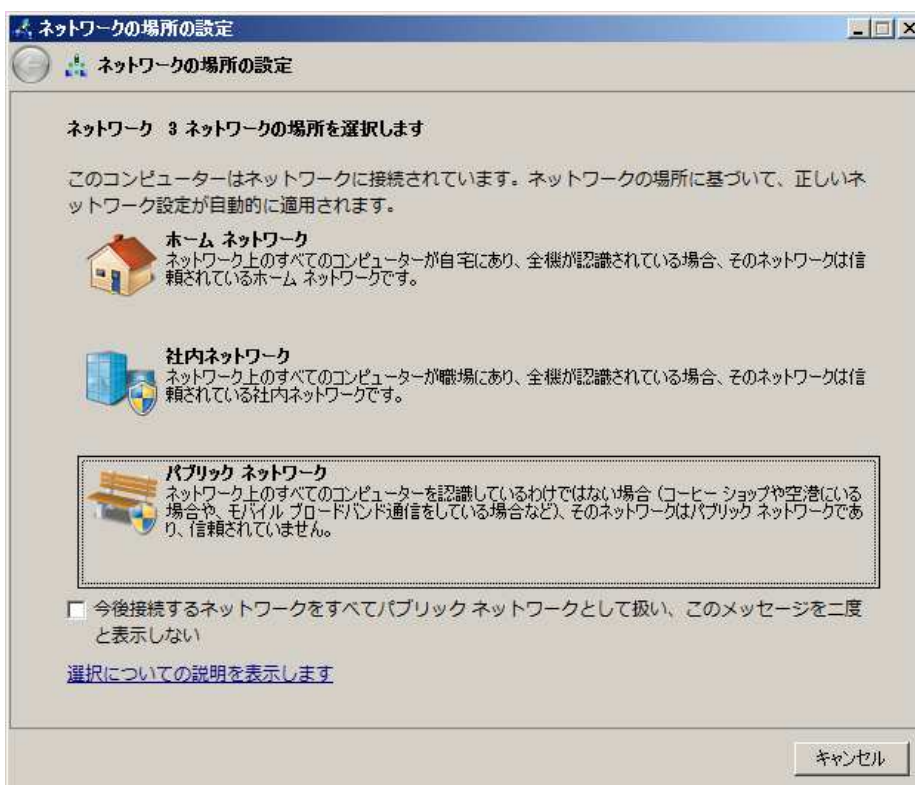 ネットワークの場所の設定
ネットワークの場所の設定
ネットワーク 3 ネットワークの場所を選択します
このコンピューターはネットワークに接続されています。ネットワークの場所に基づいて、正しいネ
ットワーク設定が自動的に適用されます。
ホーム ネットワーク
ネットワーク上のすべてのコンピューターが自宅にあり、全機が認識されている場合、そのネットワークは信
頼されているホーム ネットワークです。
社内ネットワーク
ネットワーク上のすべてのコンピューターが職場にあり、全機が認識されている場合、そのネットワークは信
頼されている社内ネットワークです。
パブリック ネットワーク
ネットワーク上のすべてのコンピューターを認識しているわけではない場合 (コーヒー ショップや空港にいる
場合や、モバイル ブロードバンド通信をしている場合など)、そのネットワークはパブリック ネットワークであ
り、信頼されていません。
今後接続するネットワークをすべてパブリック ネットワークとして扱い、このメッセージを二度
と表示しない
選択についての説明を表示します
キャンセル